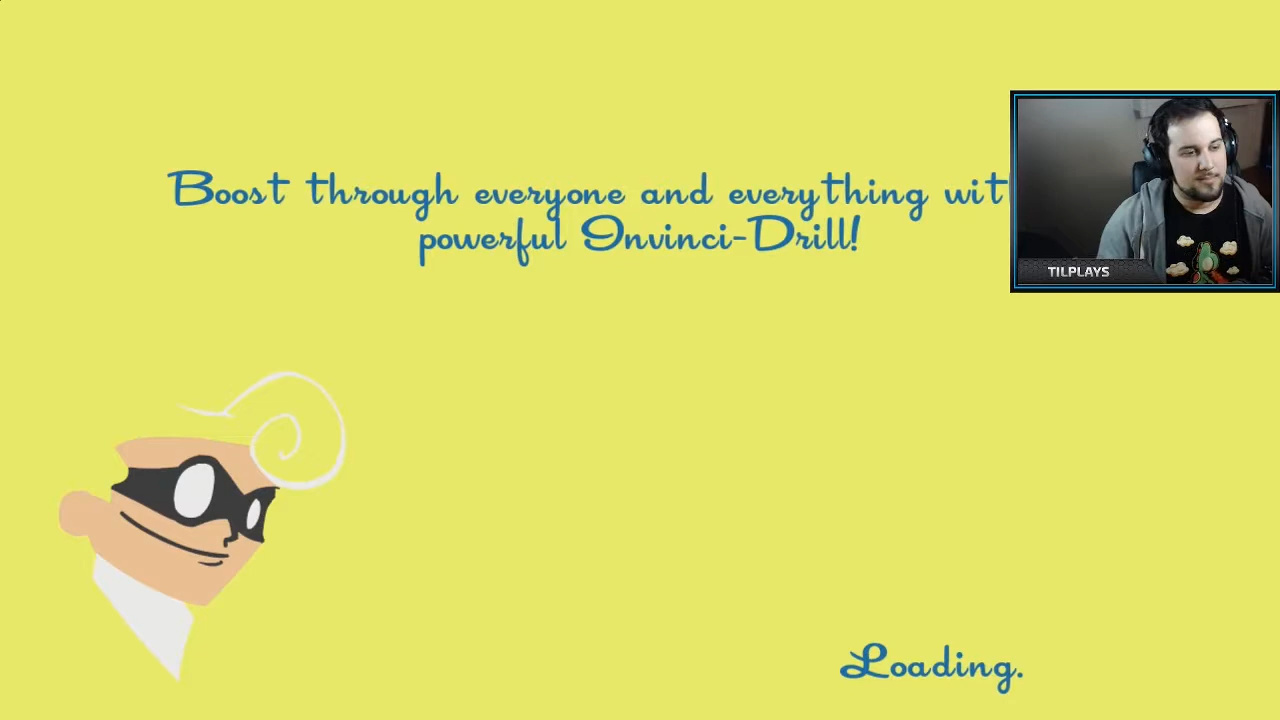 Boost through everyone and everything wit
powerful Invinci-Drill!
TILPLAYS
Loading.